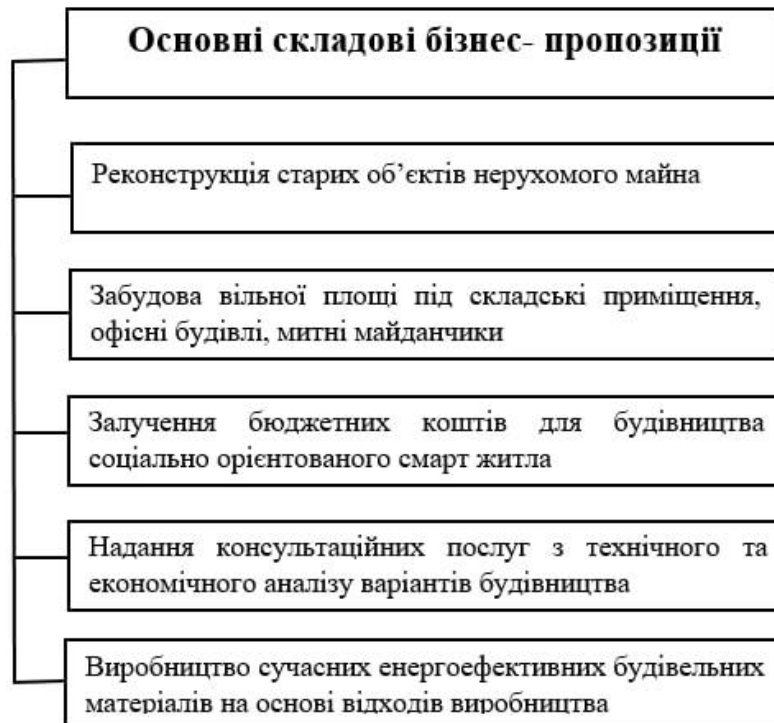 Основні складові бізнес- пропозиції
Реконструкція старих об’єктів нерухомого майна
Забудова вільної площі під складські приміщення,
офісні будівлі, митні майданчики
Залучення бюджетних коштів для будівництва
соціально орієнтованого смарт житла
Надання консультаційних послуг з технічного та
економічного аналізу варіантів будівництва
Виробництво сучасних енергоефективних будівельних
матеріалів на основі відходів виробництва